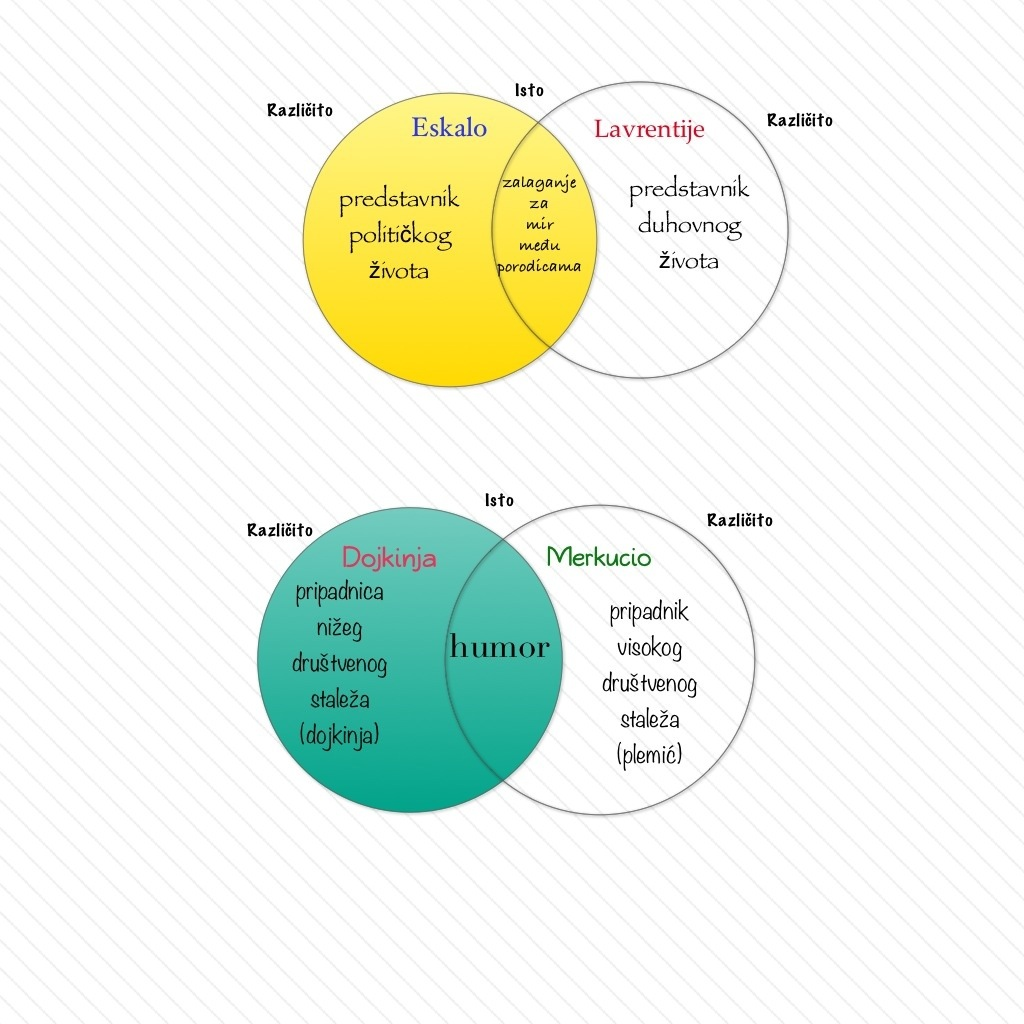 Isto
Različito
Različito
Eskalo
Lavrentije
predstavnik
političkog
života
zalaganje
za
mir
među
porodicama
predstavnik
duhovnog
života
Isto
Različito
Različito
Dojkinja
Merkucio
pripadnica
nižeg
društvenog
staleža
(dojkinja)
humor
pripadnik
visokog
društvenog
staleža
(plemić)